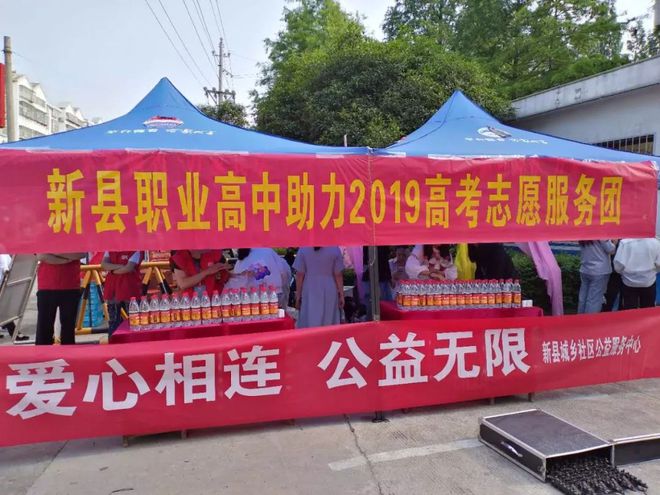 新县职业高中助力2019高考志愿服务团
爱心相连 公益无限 新县城乡社区公益服务中心